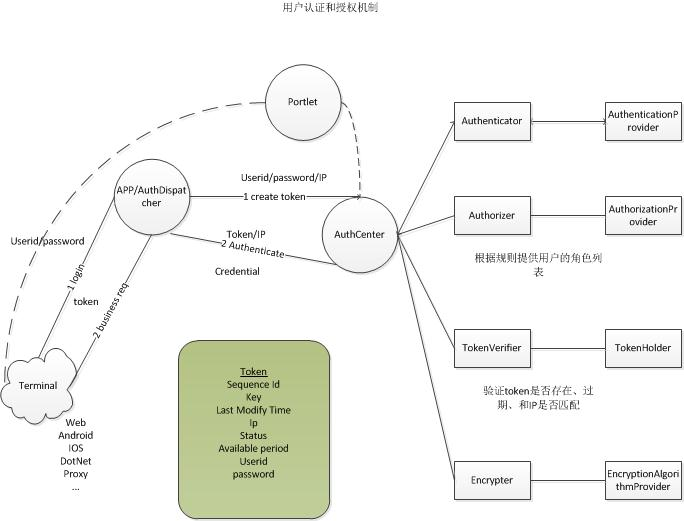 用户认证和授权机制
Portlet
Authenticator
AuthenticationP
rovider
APP/AuthDispat
cher
Userid/password/IP
1 create token
Authorizer
AuthorizationPr
ovider
Token/IP
2 Authenticate
AuthCenter
Userid/password
根据规则提供用户的角色列
表
Credential
1 login
token
2 business req
TokenVerifier
TokenHolder
Terminal
验证token是否存在、过
期、和IP是否匹配
Web
Android
IOS
DotNet
Proxy
...
Token
Sequence Id
Key
Last Modify Time
Ip
Status
Available period
Userid
password
Encrypter
EncryptionAlgori
thmProvider